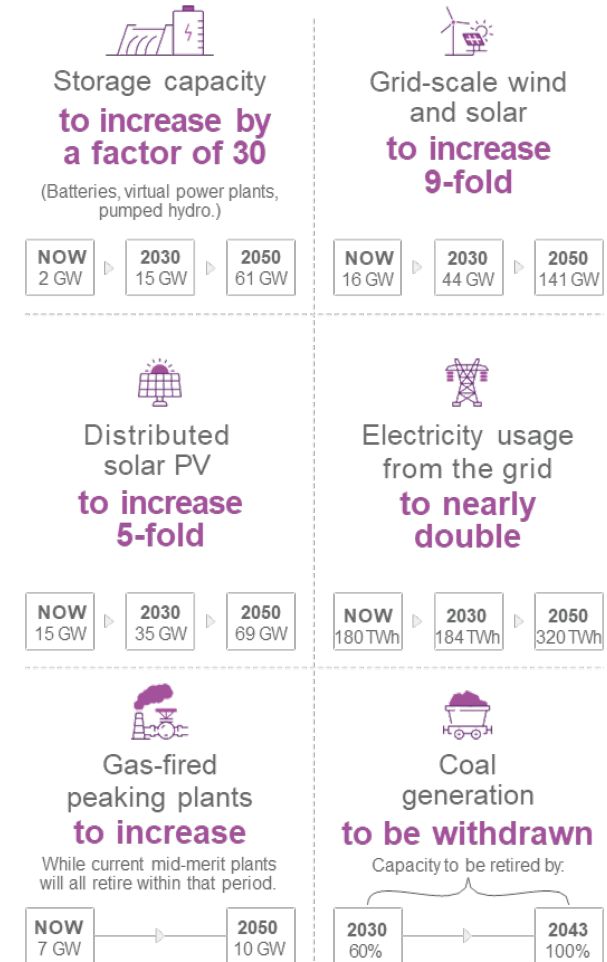 Storage capacity
to increase by
a factor of 30
(Batteries, virtual power plants,
pumped hydro.)
NOW
2 GW
2030
15 GW
2050
61 GW
Grid-scale wind
and solar
to increase
9-fold
NOW
16 GW
2030
44 GW
2050
141 GW
Distributed
solar PV
to increase
5-fold
NOW
15 GW
2030
35 GW
2050
69 GW
Electricity usage
from the grid
to nearly
double
NOW
180 TWh
2030
184 TWh
2050
320 TWh
Gas-fired
peaking plants
to increase
While current mid-merit plants
will all retire within that period.
NOW
7 GW
2050
10 GW
Coal
generation
to be withdrawn
Capacity to be retired by:
2030
60%
2043
100%